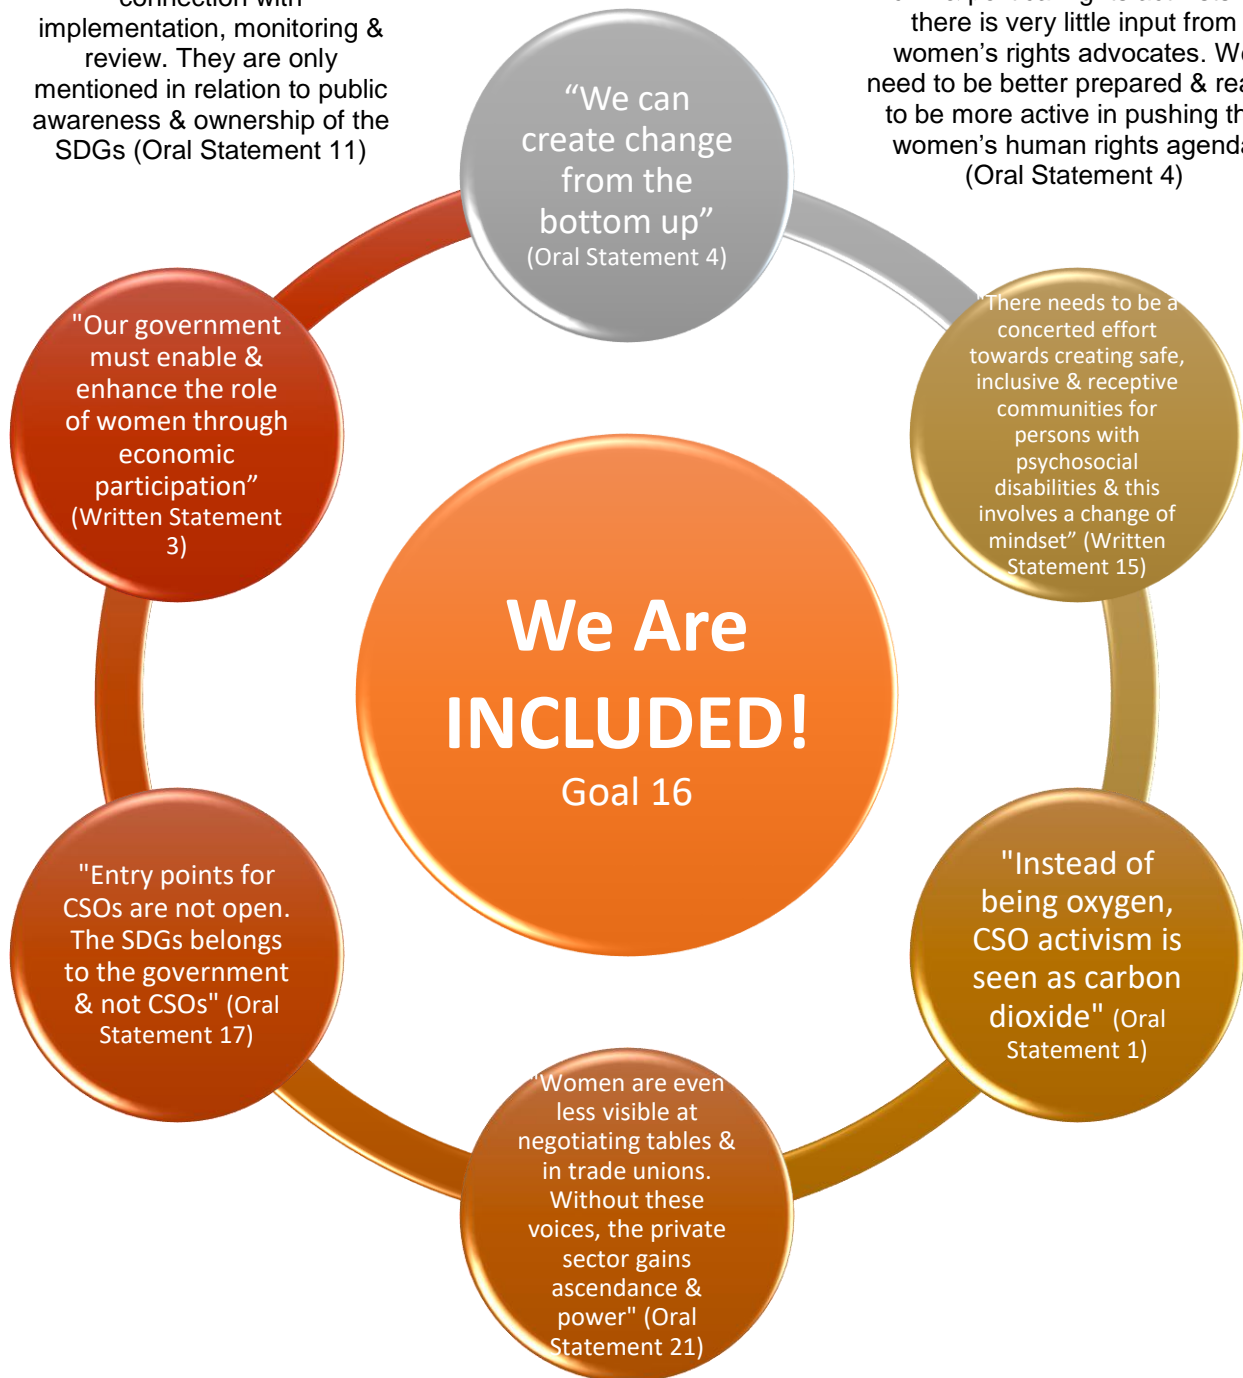 connection with
implementation, monitoring &
review. They are only
mentioned in relation to public
awareness & ownership of the
SDGs (Oral Statement 11)
there is very little input from
women’s rights advocates. We
need to be better prepared &
to be more active in pushing
women’s human rights agenda
(Oral Statement 4)
“We can
create change
from the
bottom up”
(Oral Statement 4)
"There needs to be a
concerted effort
towards creating safe,
inclusive & receptive
communities for
persons with
psychosocial
disabilities & this
involves a change of
mindset” (Written
Statement 15)
"Instead of
being oxygen,
CSO activism is
seen as carbon
dioxide" (Oral
Statement 1)
"Women are even
less visible at
negotiating tables &
in trade unions.
Without these
voices, the private
sector gains
ascendance &
power" (Oral
Statement 21)
"Entry points for
CSOs are not open.
The SDGs belongs
to the government
& not CSOs" (Oral
Statement 17)
"Our government
must enable &
enhance the role
of women through
economic
participation”
(Written Statement
3)
We Are
INCLUDED!
Goal 16